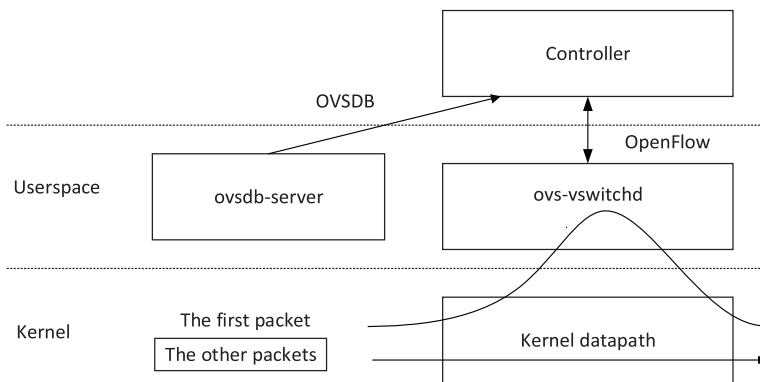 Controller
OVSDB
OpenFlow
Userspace
ovsdb-server
ovs-vswitchd
Kernel
The first packet
The other packets
Kernel datapath